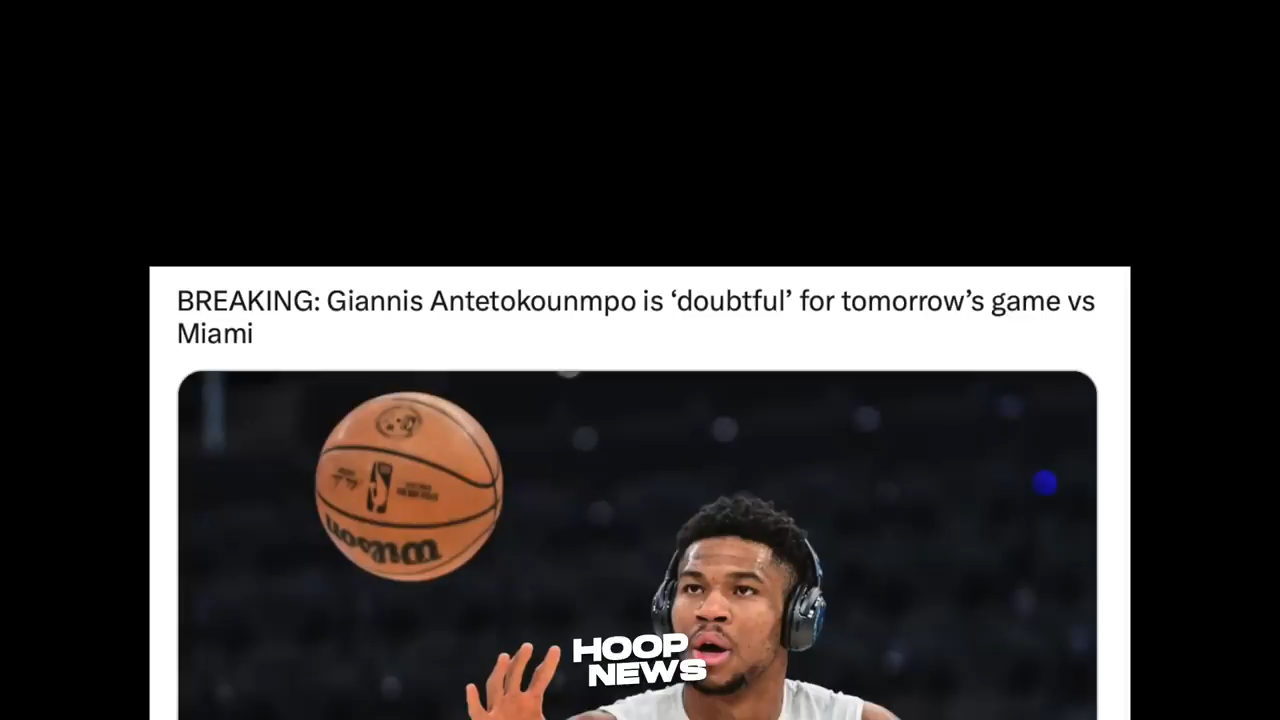 BREAKING: Giannis Antetokounmpo is ‘doubtful’ for tomorrow’s game vs
Miami
Wilson
HOOP
NEWS